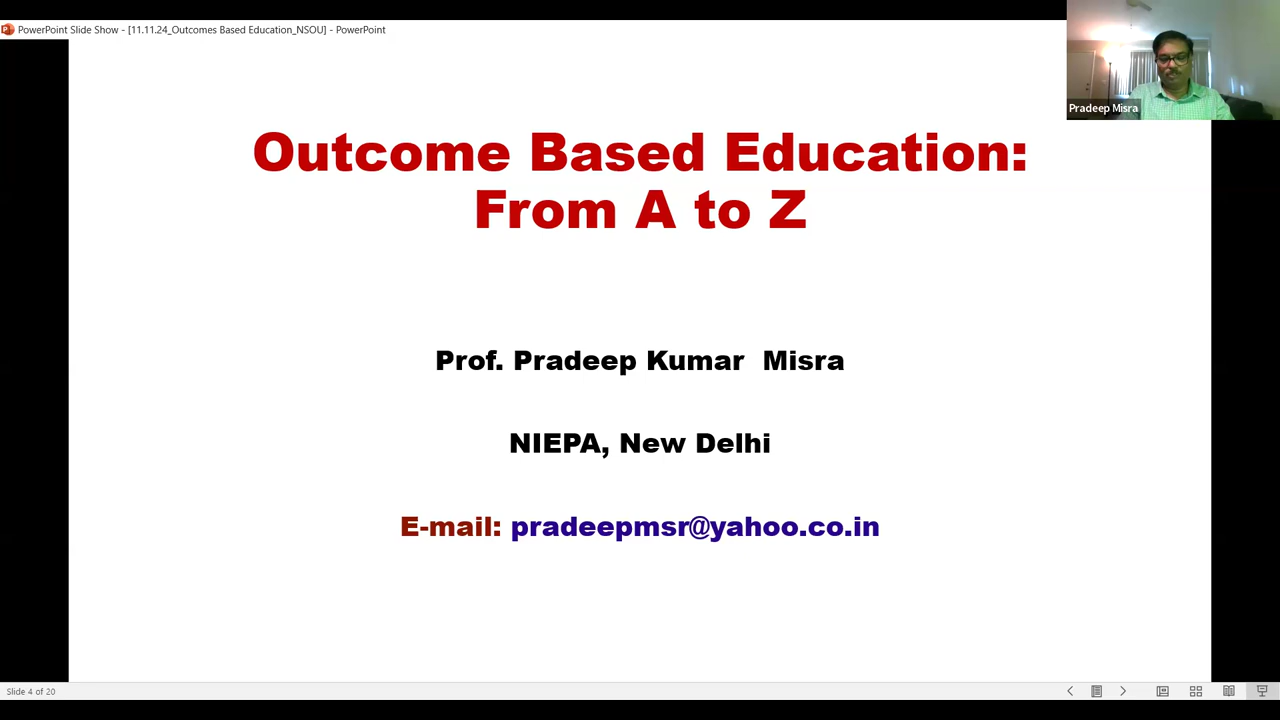 PowerPoint Slide Show - [11.11.24_Outcomes Based Education_NSOU] - PowerPoint
Pradeep Misra
Outcome Based Education:
From A to Z
Prof. Pradeep Kumar  Misra
NIEPA, New Delhi
E-mail: pradeepmsr@yahoo.co.in
Slide 4 of 20